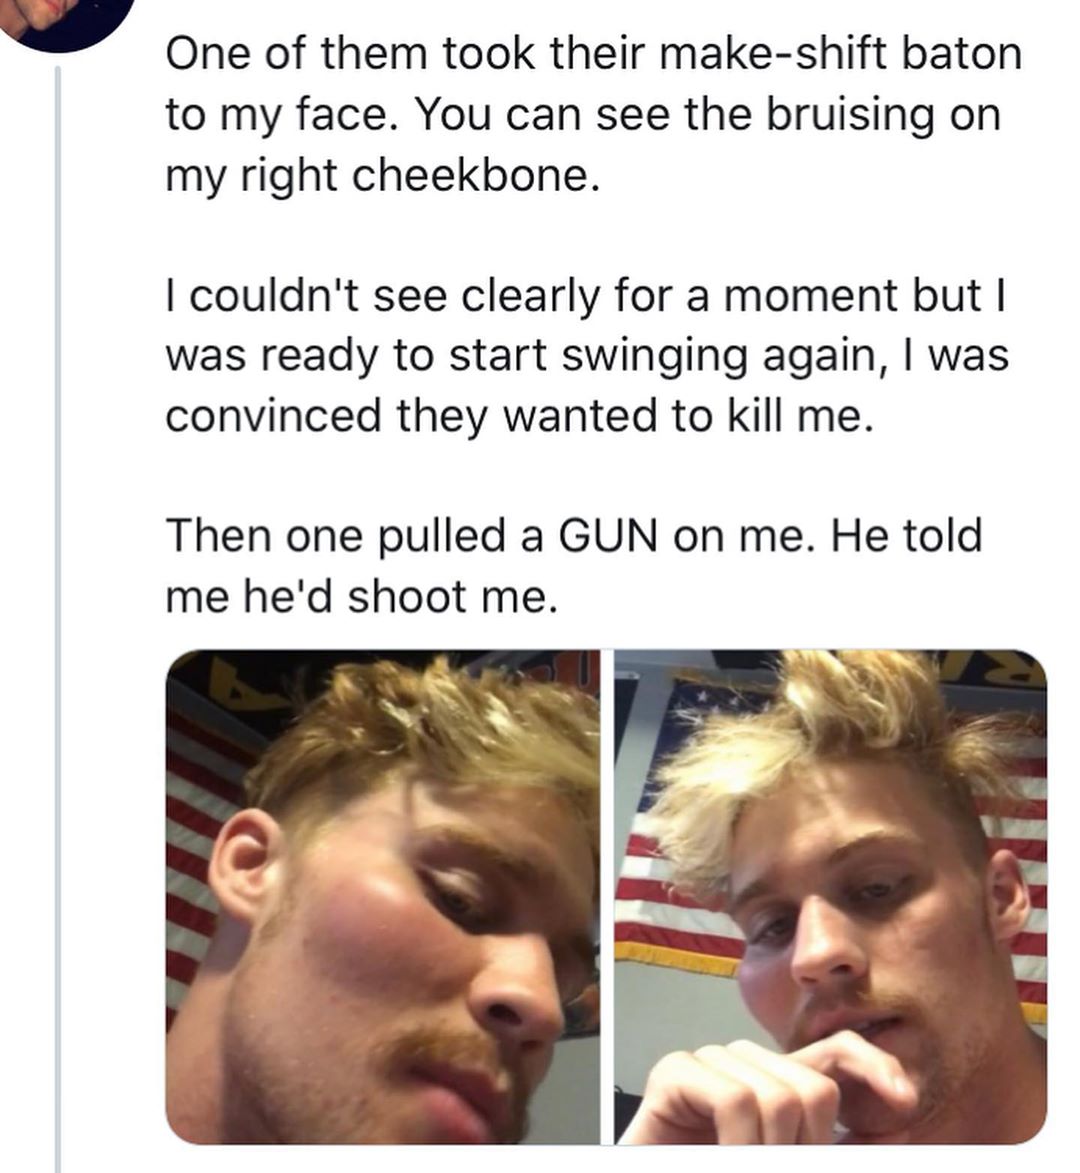 One of them took their make-shift baton
to my face. You can see the bruising on
my right cheekbone.
I couldn't see clearly for a moment but I
was ready to start swinging again, I was
convinced they wanted to kill me.
Then one pulled a GUN on me. He told
me he'd shoot me.